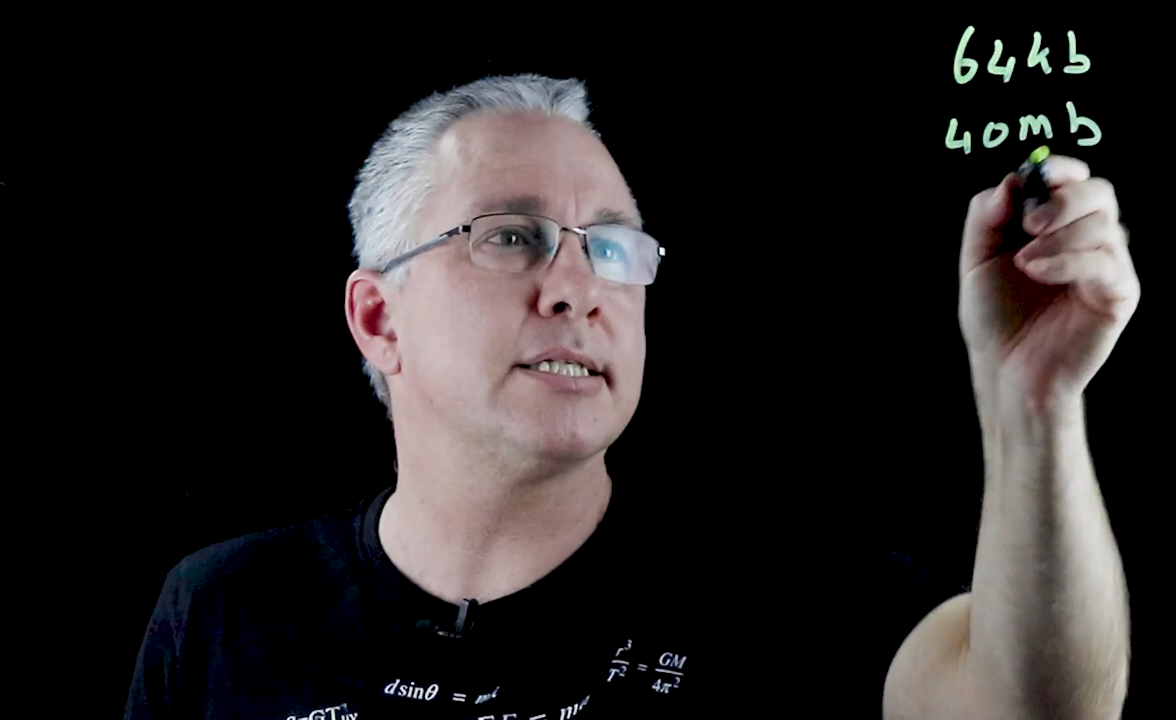 64kb
40mb
r³/T² = GM/4π²
dsinθ =